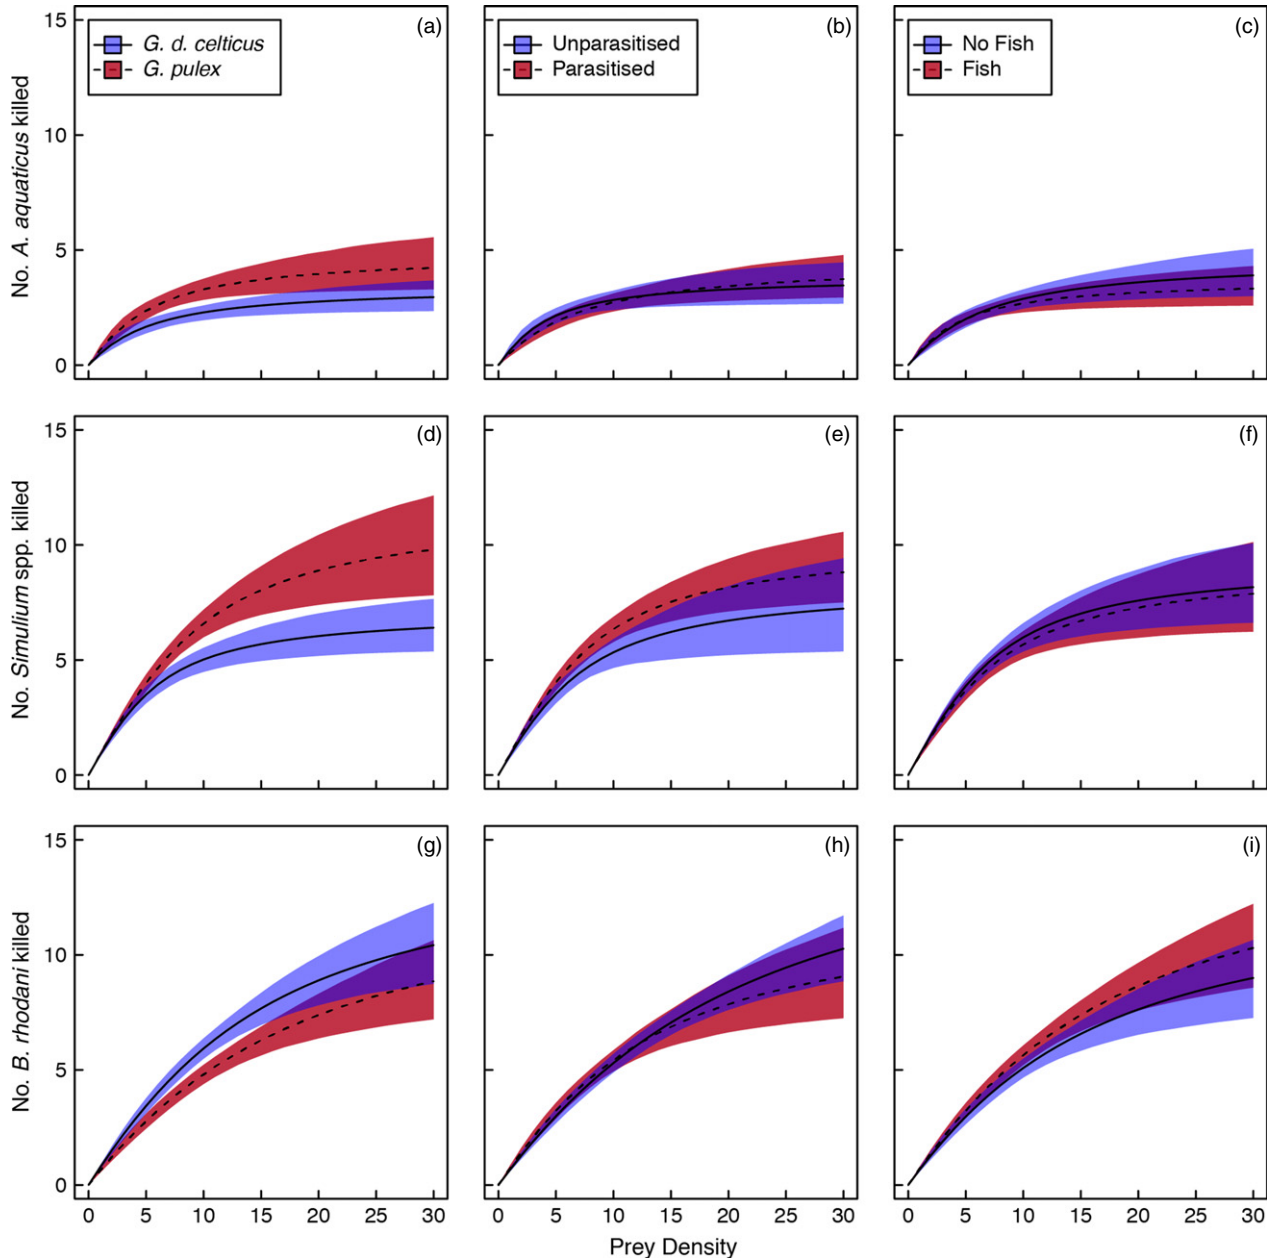 (a)
G. d. celticus
G. pulex
(b)
Unparasitised
Parasitised
(c)
No Fish
Fish
No. A. aquaticus killed
15
10
5
0
(d)
(e)
(f)
No. Simulium spp. killed
15
10
5
0
(g)
(h)
(i)
No. B. rhodani killed
15
10
5
0
0 5 10 15 20 25 30
0 5 10 15 20 25 30
0 5 10 15 20 25 30
Prey Density